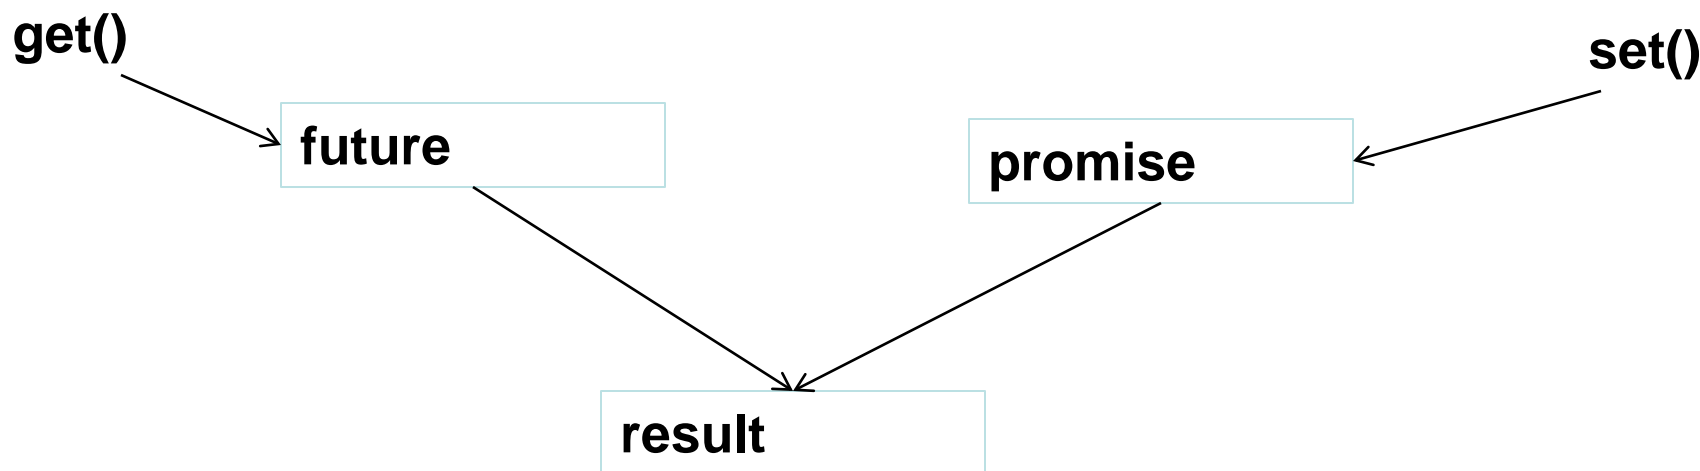 get()
set()
future
promise
result